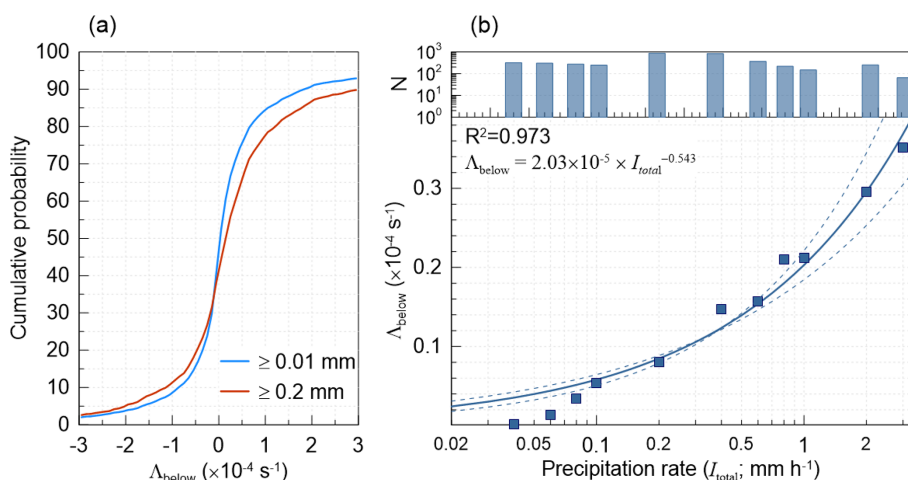 (a)
Cumulative probability
100
90
80
70
60
50
40
30
20
10
0
≥ 0.01 mm
≥ 0.2 mm
-3 -2 -1 0 1 2 3
Λbelow (×10⁻⁴ s⁻¹)
(b)
N
10³
10²
10¹
10⁰
R²=0.973
Λbelow = 2.03×10⁻⁵ × Itotal⁻⁰·⁵⁴³
Λbelow (×10⁻⁴ s⁻¹)
0.3
0.2
0.1
0.02 0.1 0.2 0.5 1 2 3
Precipitation rate (Itotal; mm h⁻¹)